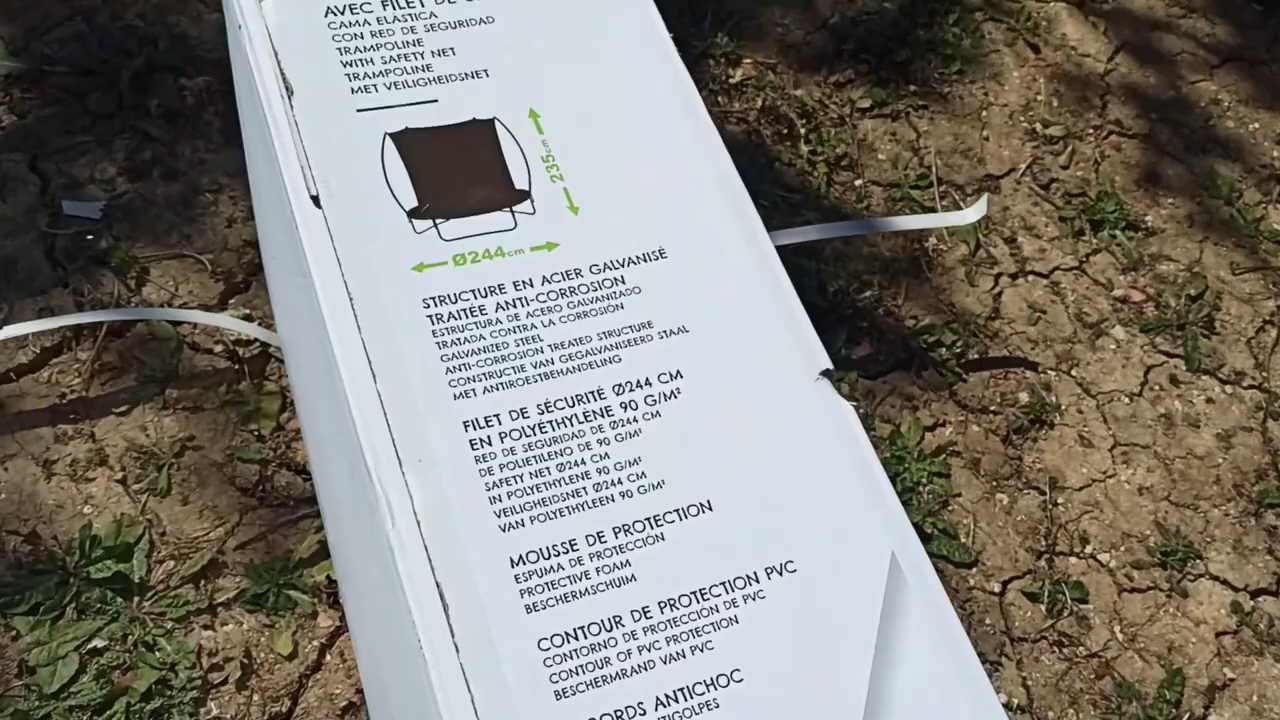 AVEC FILET DE
CAMA ELÁSTICA
CON RED DE SEGURIDAD
TRAMPOLINE
WITH SAFETY NET
TRAMPOLINE
MET VEILIGHEIDSNET
235cm
Ø244cm
STRUCTURE EN ACIER GALVANISÉ
TRAITÉE ANTI-CORROSION
ESTRUCTURA DE ACERO GALVANIZADO
TRATADA CONTRA LA CORROSIÓN
GALVANIZED STEEL
ANTI-CORROSION TREATED STRUCTURE
CONSTRUCTIE VAN GEGALVANISEERD STAAL
MET ANTIROESTBEHANDELING
FILET DE SÉCURITÉ Ø244 CM
EN POLYÉTHYLÈNE 90 G/M²
RED DE SEGURIDAD DE Ø244 CM
DE POLIETILENO DE 90 G/M²
SAFETY NET Ø244 CM
IN POLYETHYLENE 90 G/M²
VEILIGHEIDSNET Ø244 CM
VAN POLYETHYLEEN 90 G/M²
MOUSSE DE PROTECTION
ESPUMA DE PROTECCIÓN
PROTECTIVE FOAM
BESCHERMSCHUIM
CONTOUR DE PROTECTION PVC
CONTORNO DE PROTECCIÓN DE PVC
CONTOUR OF PVC PROTECTION
BESCHERMRAND VAN PVC
BORDS ANTICHOC